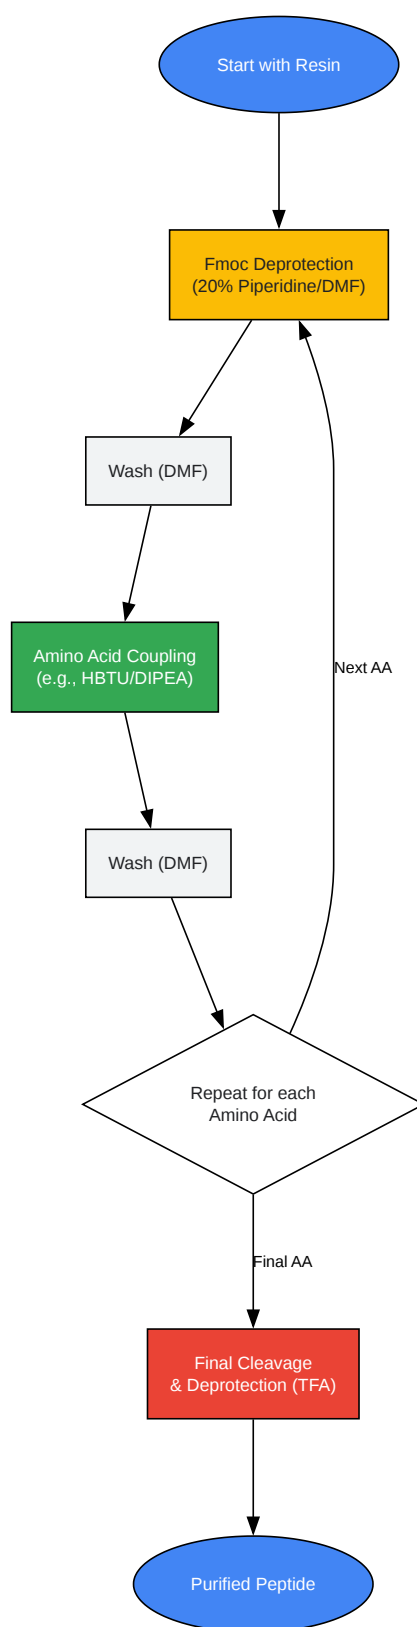 Start with Resin
Fmoc Deprotection
(20% Piperidine/DMF)
Wash (DMF)
Amino Acid Coupling
(e.g., HBTU/DIPEA)
Next AA
Wash (DMF)
Repeat for each
Amino Acid
Final AA
Final Cleavage
& Deprotection (TFA)
Purified Peptide